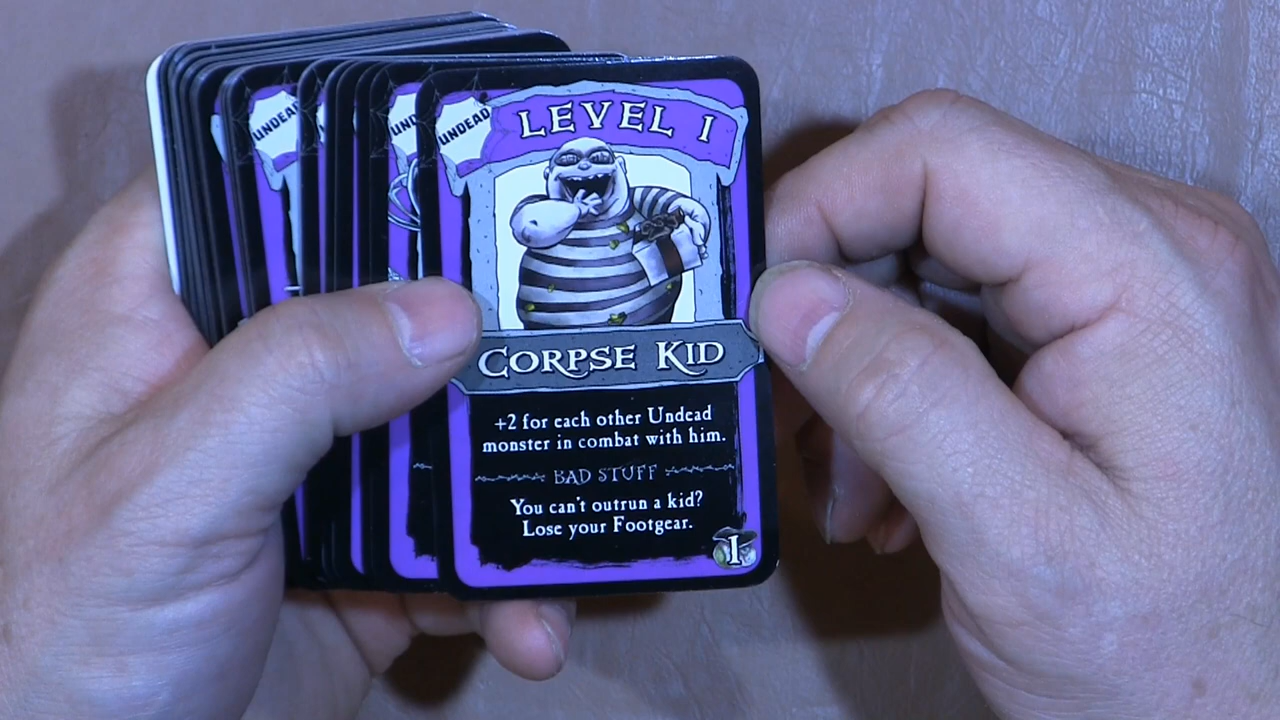 UNDEAD
UND
UNDEAD
LEVEL 1
CORPSE KID
+2 for each other Undead
monster in combat with him.
BAD STUFF
You can't outrun a kid?
Lose your Footgear.
1